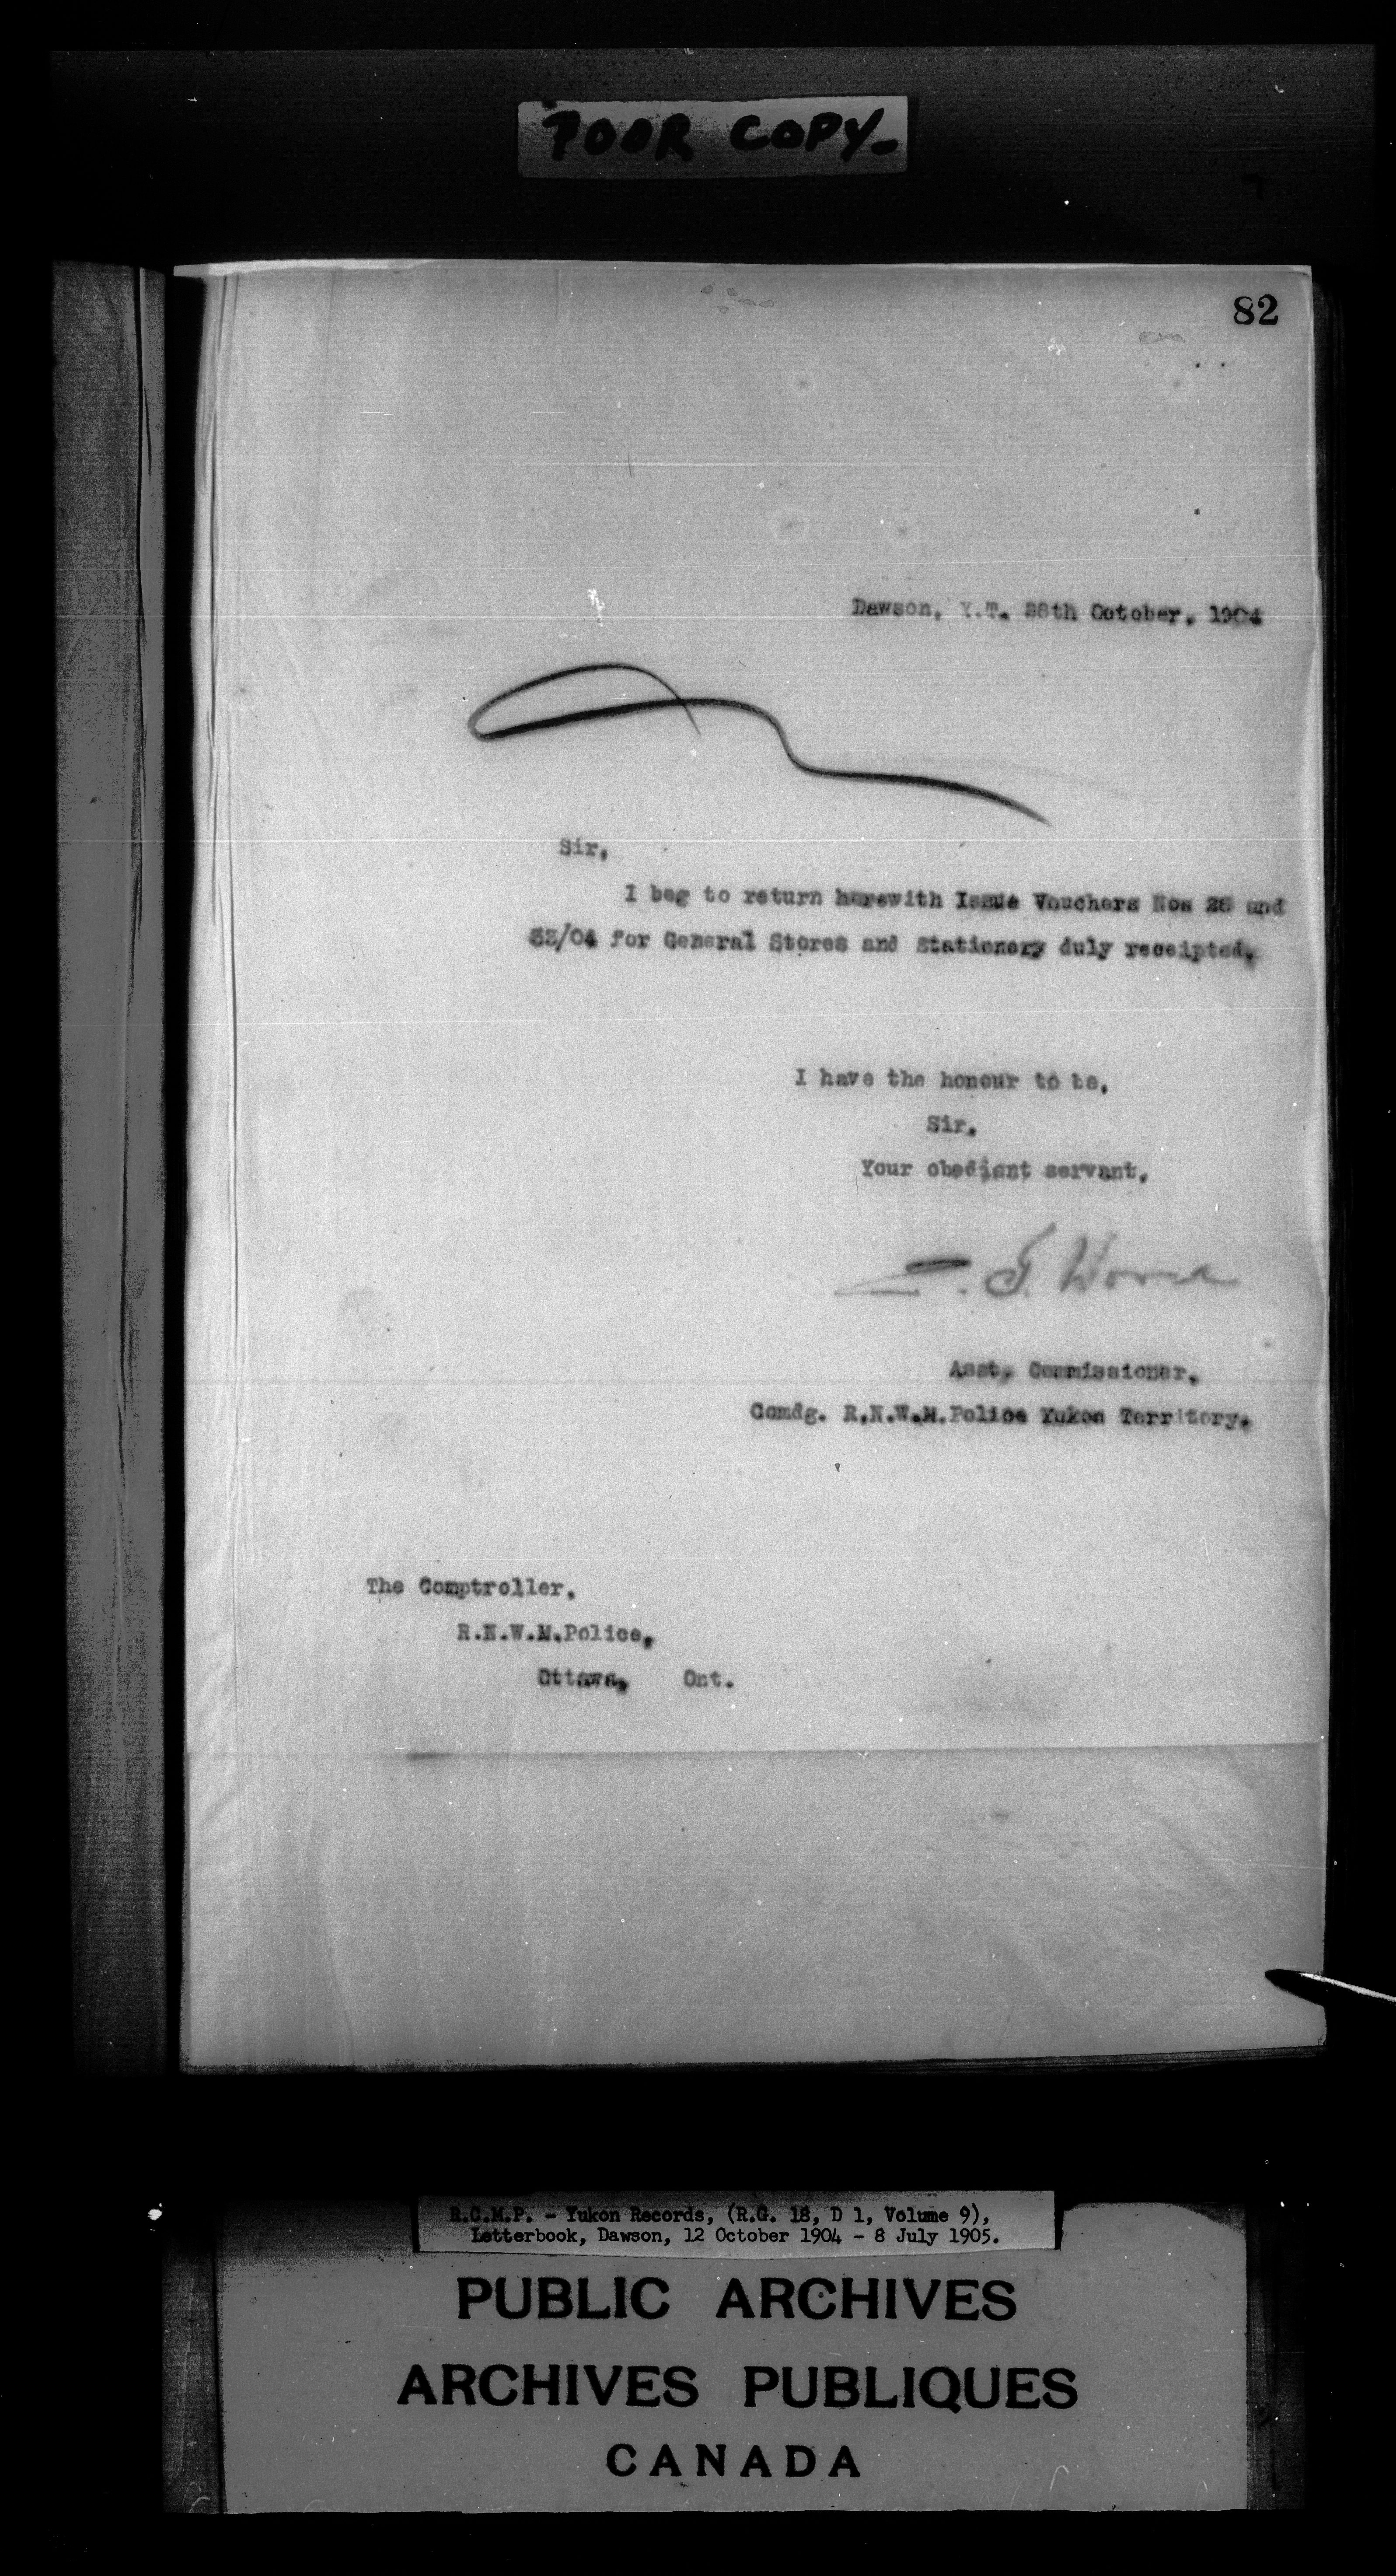 POOR COPY-
82
Dawson, Y.T. 28th October, 1904
Sir,
I beg to return herewith Issue Vouchers Nos 28 and
/04 for General Stores and Stationery duly receipted.
I have the honour to be,
Sir.
Your obedient servant,
Z. T. Wood
Asst. Commissioner,
Comdg. R.N.W.M.Police Yukon Territory.
The Comptroller,
R.N.W.M.Police,
Ottawa, Ont.
R.C.M.P. - Yukon Records, (R.G. 18, D 1, Volume 9),
Letterbook, Dawson, 12 October 1904 - 8 July 1905.
PUBLIC ARCHIVES
ARCHIVES PUBLIQUES
CANADA